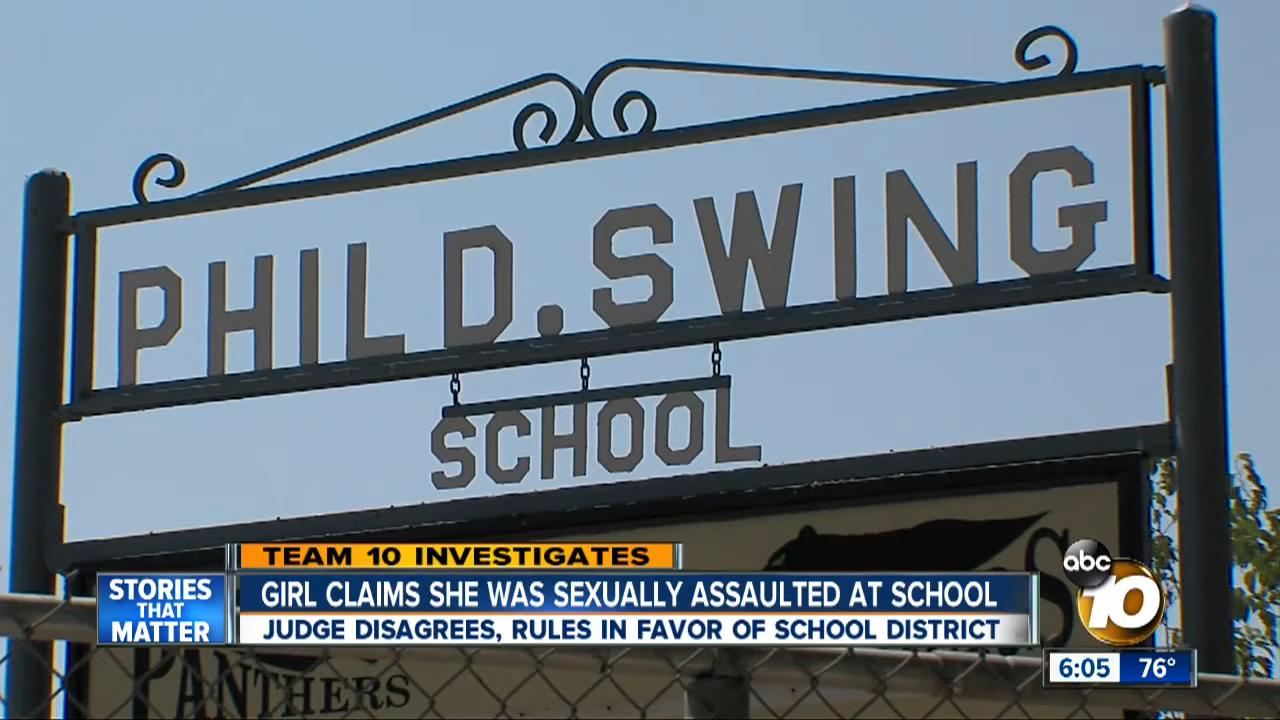 PHIL D. SWING
SCHOOL
TEAM 10 INVESTIGATES
STORIES
THAT
MATTER
GIRL CLAIMS SHE WAS SEXUALLY ASSAULTED AT SCHOOL
JUDGE DISAGREES, RULES IN FAVOR OF SCHOOL DISTRICT
abc
10
6:05 76°
PANTHERS